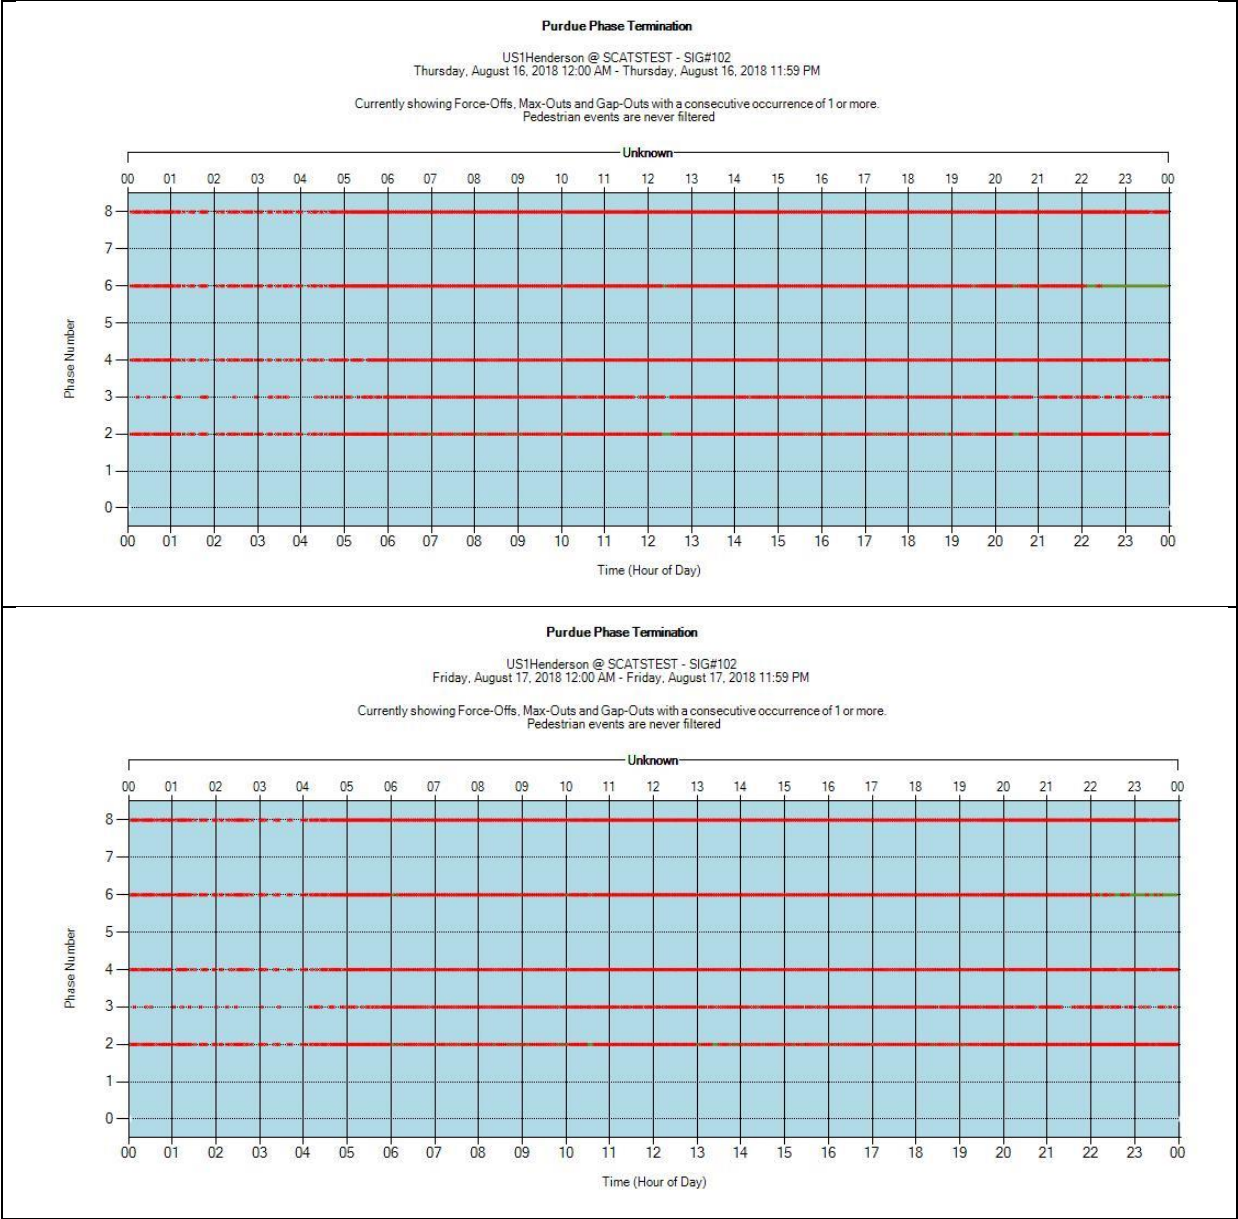 Purdue Phase Termination
US1Henderson @ SCATSTEST - SIG#102
Thursday, August 16, 2018 12:00 AM - Thursday, August 16, 2018 11:59 PM
Currently showing Force-Offs, Max-Outs and Gap-Outs with a consecutive occurrence of 1 or more.
Pedestrian events are never filtered
Unknown
00 01 02 03 04 05 06 07 08 09 10 11 12 13 14 15 16 17 18 19 20 21 22 23 00
8
7
6
5
4
3
2
1
0
Phase Number
00 01 02 03 04 05 06 07 08 09 10 11 12 13 14 15 16 17 18 19 20 21 22 23 00
Time (Hour of Day)
Purdue Phase Termination
US1Henderson @ SCATSTEST - SIG#102
Friday, August 17, 2018 12:00 AM - Friday, August 17, 2018 11:59 PM
Currently showing Force-Offs, Max-Outs and Gap-Outs with a consecutive occurrence of 1 or more.
Pedestrian events are never filtered
Unknown
00 01 02 03 04 05 06 07 08 09 10 11 12 13 14 15 16 17 18 19 20 21 22 23 00
8
7
6
5
4
3
2
1
0
Phase Number
00 01 02 03 04 05 06 07 08 09 10 11 12 13 14 15 16 17 18 19 20 21 22 23 00
Time (Hour of Day)